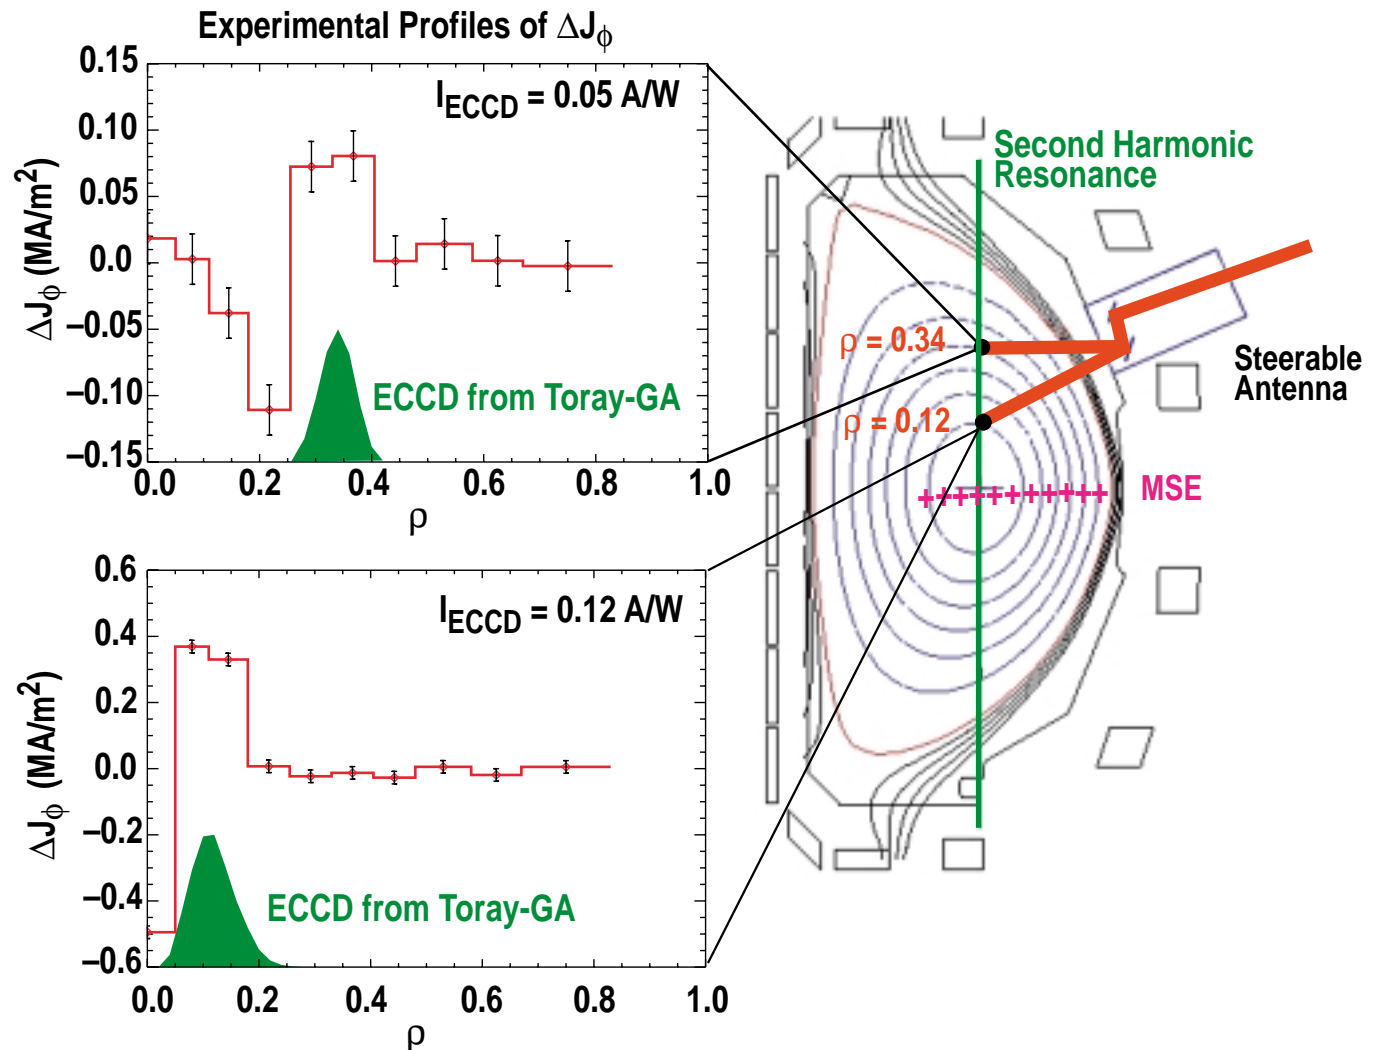 Experimental Profiles of ΔJϕ
0.15
0.10
0.05
0.0
−0.05
−0.10
−0.15
ΔJϕ (MA/m²)
I_ECCD = 0.05 A/W
ECCD from Toray-GA
0.0 0.2 0.4 0.6 0.8 1.0
ρ
0.6
0.4
0.2
0.0
−0.2
−0.4
−0.6
ΔJϕ (MA/m²)
I_ECCD = 0.12 A/W
ECCD from Toray-GA
0.0 0.2 0.4 0.6 0.8 1.0
ρ
Second Harmonic
Resonance
ρ = 0.34
ρ = 0.12
Steerable
Antenna
MSE